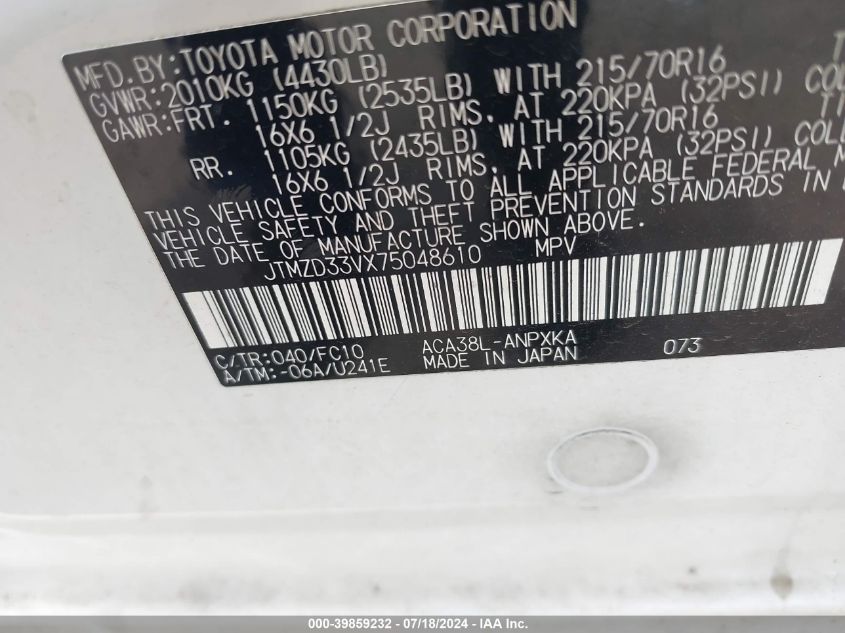 MFD. BY: TOYOTA MOTOR CORPORATION
GVWR: 2010KG (4430LB)
GAWR: FRT. 1150KG (2535LB) WITH 215/70R16
16X6 1/2J RIMS, AT 220KPA (32PSI)
RR. 1105KG (2435LB) WITH 215/70R16
16X6 1/2J RIMS, AT 220KPA (32PSI)
THIS VEHICLE CONFORMS TO ALL APPLICABLE FEDERAL
VEHICLE SAFETY AND THEFT PREVENTION STANDARDS IN
THE DATE OF MANUFACTURE SHOWN ABOVE.
JTMZD33VX75048610 MPV
C/TR:040/FC10 ACA38L-ANPXKA 073
A/TM:-06A/U241E MADE IN JAPAN
000-39859232 - 07/18/2024 - IAA Inc.